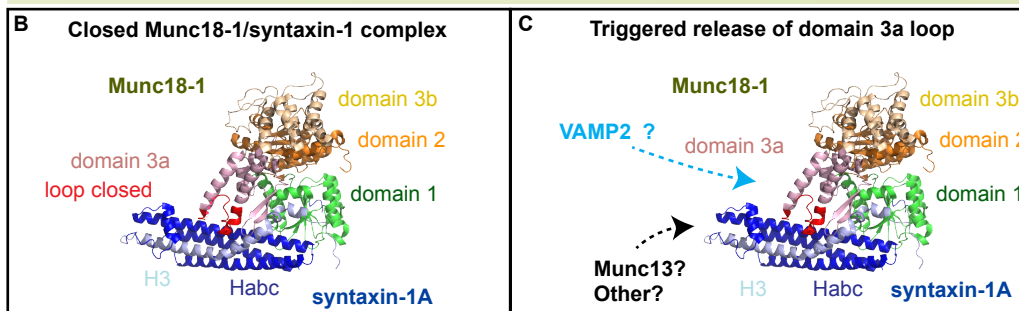 B
Closed Munc18-1/syntaxin-1 complex
Munc18-1
domain 3b
domain 2
domain 3a
loop closed
domain 1
H3
Habc
syntaxin-1A
C
Triggered release of domain 3a loop
Munc18-1
domain 3b
VAMP2 ?
domain 3a
domain 2
domain 1
Munc13?
Other?
H3
Habc
syntaxin-1A